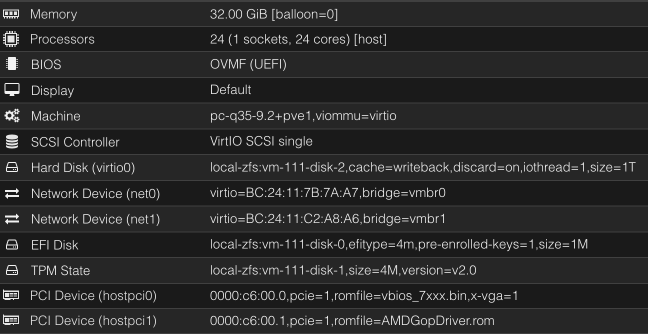 Memory 32.00 GiB [balloon=0]
Processors 24 (1 sockets, 24 cores) [host]
BIOS OVMF (UEFI)
Display Default
Machine pc-q35-9.2+pve1,viommu=virtio
SCSI Controller VirtIO SCSI single
Hard Disk (virtio0) local-zfs:vm-111-disk-2,cache=writeback,discard=on,iothread=1,size=1T
Network Device (net0) virtio=BC:24:11:7B:7A:A7,bridge=vmbr0
Network Device (net1) virtio=BC:24:11:C2:A8:A6,bridge=vmbr1
EFI Disk local-zfs:vm-111-disk-0,efitype=4m,pre-enrolled-keys=1,size=1M
TPM State local-zfs:vm-111-disk-1,size=4M,version=v2.0
PCI Device (hostpci0) 0000:c6:00.0,pcie=1,romfile=vbios_7xxx.bin,x-vga=1
PCI Device (hostpci1) 0000:c6:00.1,pcie=1,romfile=AMDGopDriver.rom